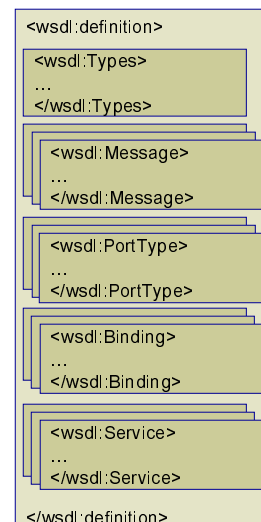 <wsdl:definition>
<wsdl:Types>
...
</wsdl:Types>
<wsdl:Message>
...
</wsdl:Message>
<wsdl:PortType>
...
</wsdl:PortType>
<wsdl:Binding>
...
</wsdl:Binding>
<wsdl:Service>
...
</wsdl:Service>
</wsdl:definition>